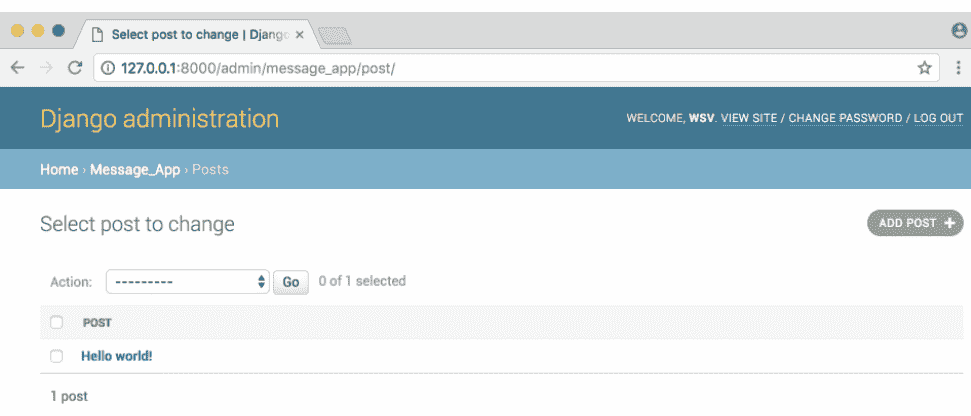 Select post to change | Django
127.0.0.1:8000/admin/message_app/post/
Django administration
WELCOME, WSV. VIEW SITE / CHANGE PASSWORD / LOG OUT
Home › Message_App › Posts
Select post to change
ADD POST +
Action: --------- Go 0 of 1 selected
POST
Hello world!
1 post